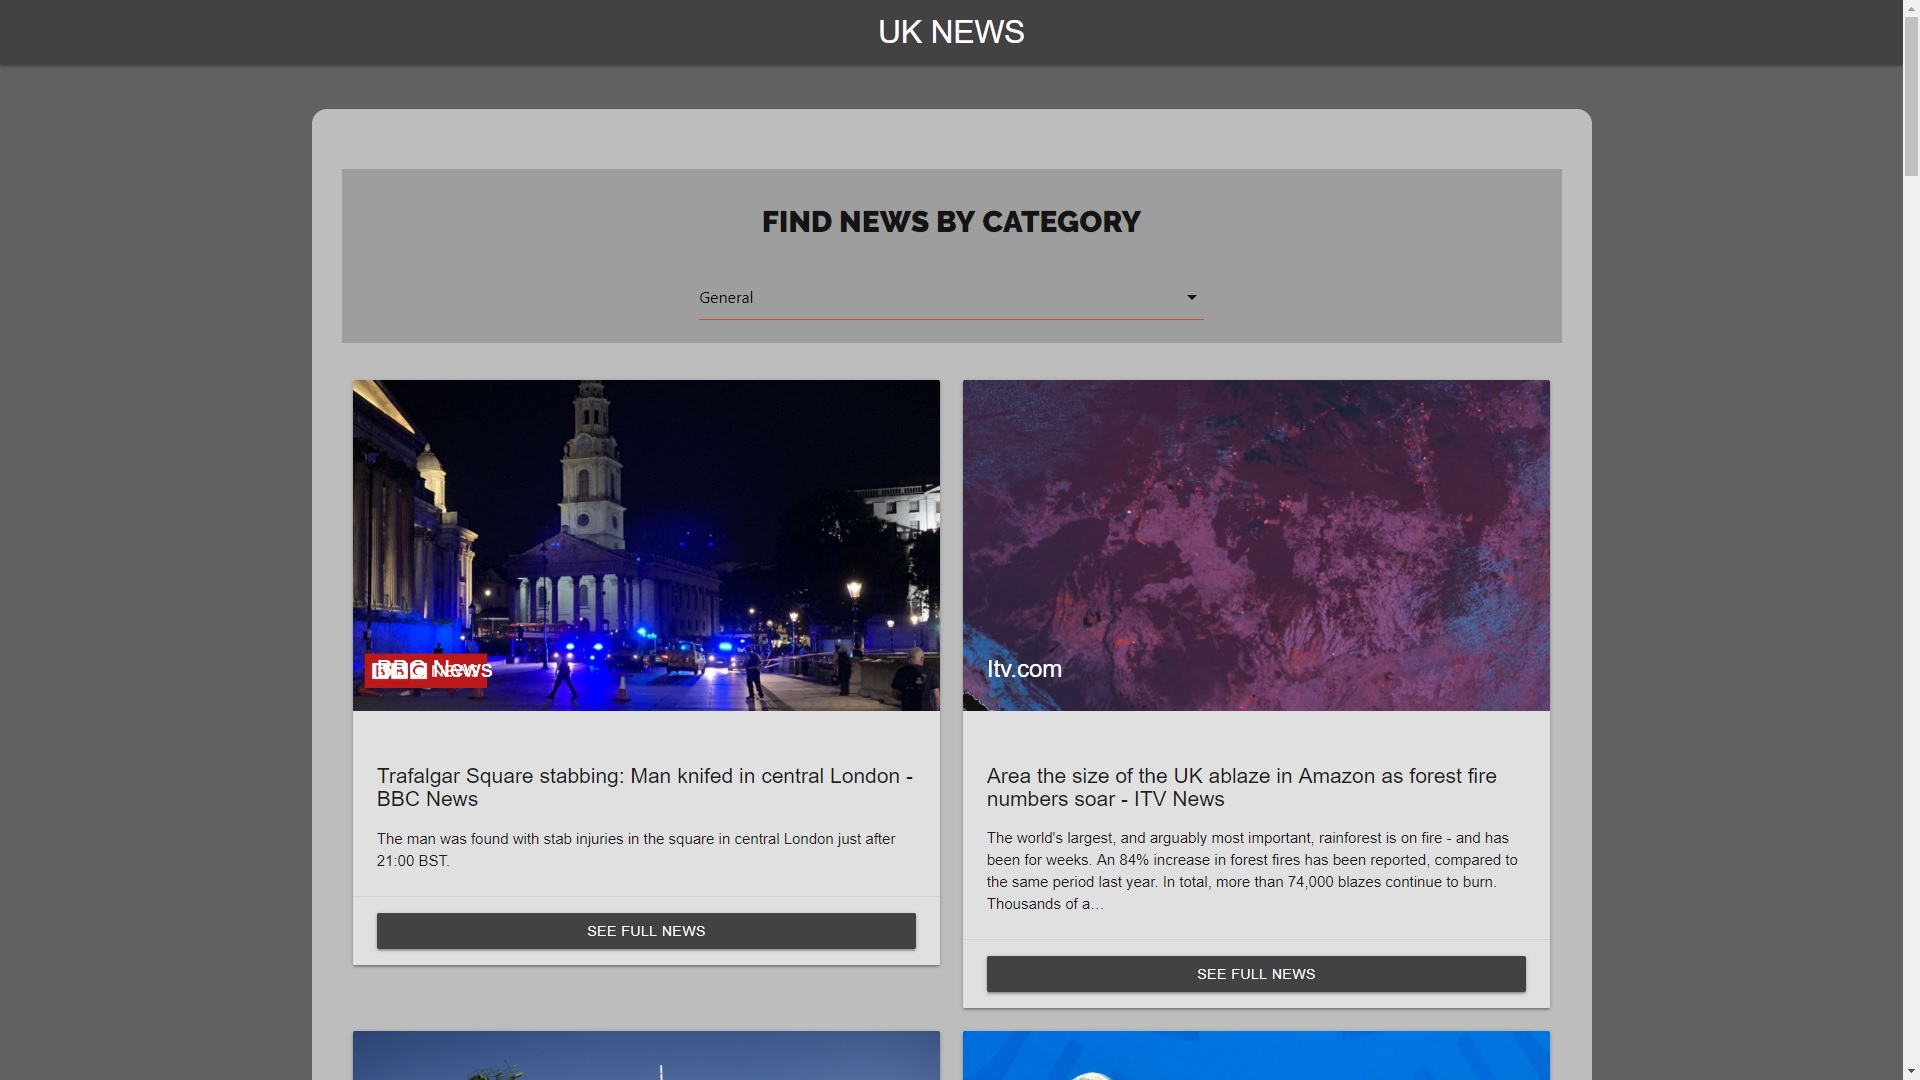 UK NEWS
FIND NEWS BY CATEGORY
General
BBC News
Itv.com
Trafalgar Square stabbing: Man knifed in central London -
BBC News
The man was found with stab injuries in the square in central London just after
21:00 BST.
SEE FULL NEWS
Area the size of the UK ablaze in Amazon as forest fire
numbers soar - ITV News
The world's largest, and arguably most important, rainforest is on fire - and has
been for weeks. An 84% increase in forest fires has been reported, compared to
the same period last year. In total, more than 74,000 blazes continue to burn.
Thousands of a…
SEE FULL NEWS